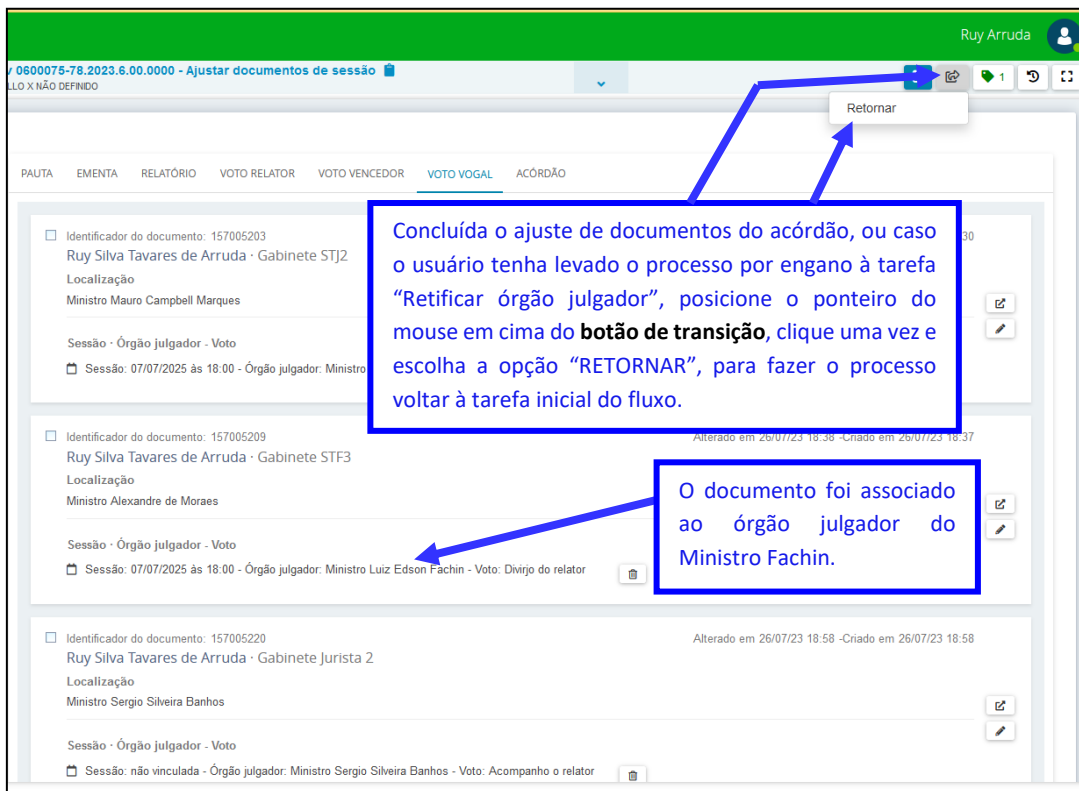 Ruy Arruda
0600075-78.2023.6.00.0000 - Ajustar documentos de sessão
LLO X NÃO DEFINIDO
1
Retornar
PAUTA EMENTA RELATÓRIO VOTO RELATOR VOTO VENCEDOR VOTO VOGAL ACÓRDÃO
Identificador do documento: 157005203
30
Ruy Silva Tavares de Arruda · Gabinete STJ2
Localização
Ministro Mauro Campbell Marques
Sessão · Órgão julgador - Voto
Sessão: 07/07/2025 às 18:00 - Órgão julgador: Ministro
Concluída o ajuste de documentos do acórdão, ou caso
o usuário tenha levado o processo por engano à tarefa
“Retificar órgão julgador”, posicione o ponteiro do
mouse em cima do botão de transição, clique uma vez e
escolha a opção “RETORNAR”, para fazer o processo
voltar à tarefa inicial do fluxo.
Identificador do documento: 157005209
Alterado em 26/07/23 18:38 -Criado em 26/07/23 18:37
Ruy Silva Tavares de Arruda · Gabinete STF3
Localização
Ministro Alexandre de Moraes
Sessão · Órgão julgador - Voto
Sessão: 07/07/2025 às 18:00 - Órgão julgador: Ministro Luiz Edson Fachin - Voto: Divirjo do relator
O documento foi associado
ao órgão julgador do
Ministro Fachin.
Identificador do documento: 157005220
Alterado em 26/07/23 18:58 -Criado em 26/07/23 18:58
Ruy Silva Tavares de Arruda · Gabinete Jurista 2
Localização
Ministro Sergio Silveira Banhos
Sessão · Órgão julgador - Voto
Sessão: não vinculada - Órgão julgador: Ministro Sergio Silveira Banhos - Voto: Acompanho o relator